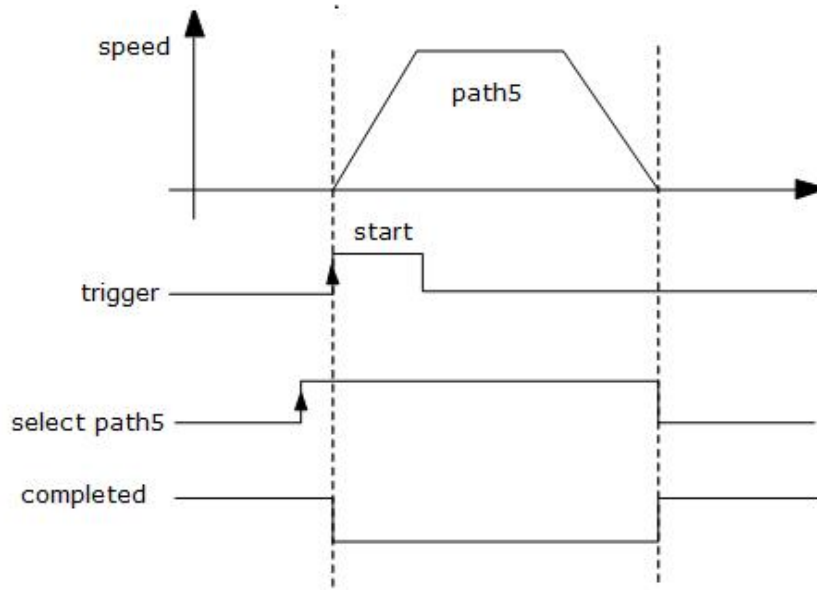 speed
path5
start
trigger
select path5
completed